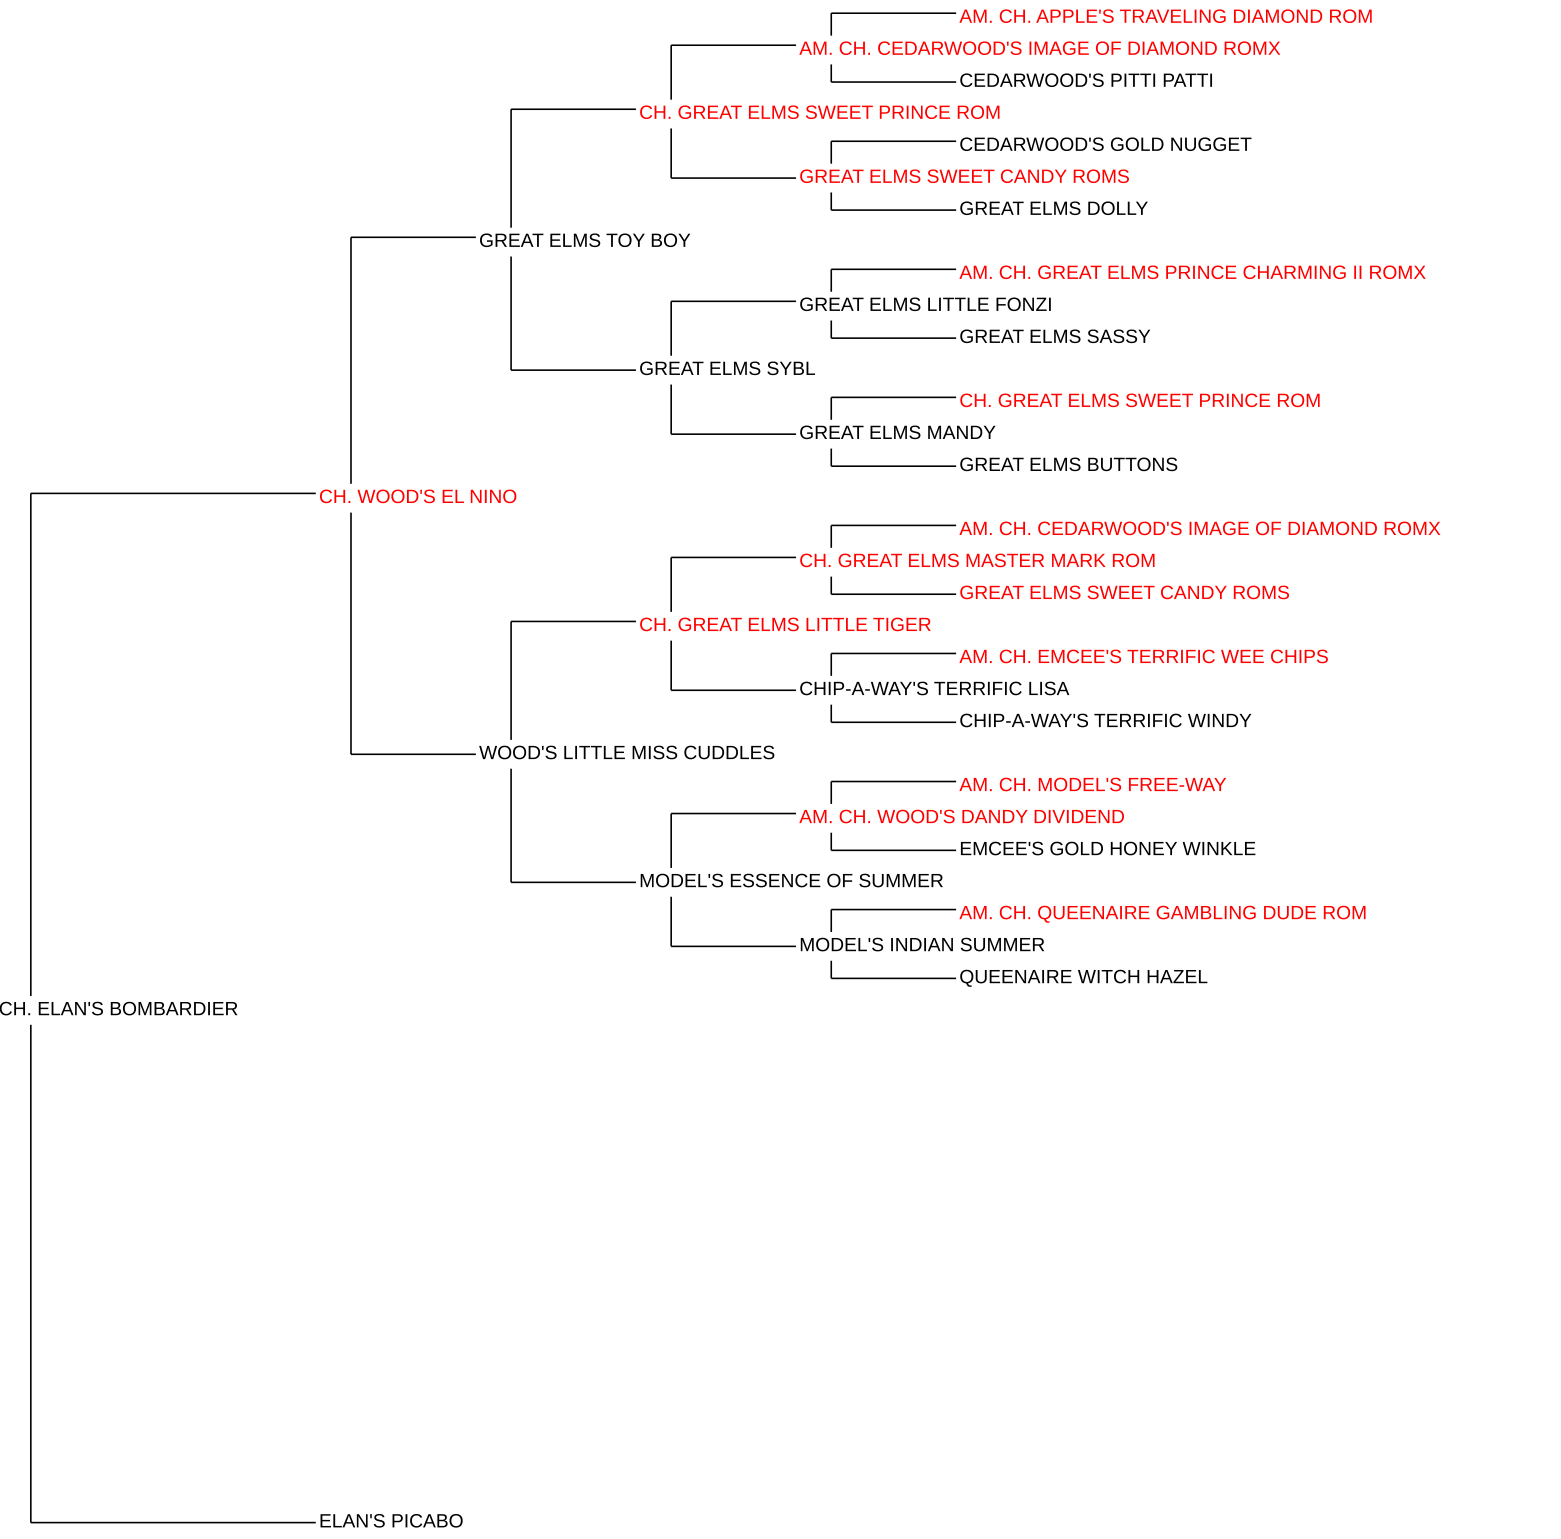 AM. CH. APPLE'S TRAVELING DIAMOND ROM
AM. CH. CEDARWOOD'S IMAGE OF DIAMOND ROMX
CEDARWOOD'S PITTI PATTI
CH. GREAT ELMS SWEET PRINCE ROM
CEDARWOOD'S GOLD NUGGET
GREAT ELMS SWEET CANDY ROMS
GREAT ELMS DOLLY
GREAT ELMS TOY BOY
AM. CH. GREAT ELMS PRINCE CHARMING II ROMX
GREAT ELMS LITTLE FONZI
GREAT ELMS SASSY
GREAT ELMS SYBL
CH. GREAT ELMS SWEET PRINCE ROM
GREAT ELMS MANDY
GREAT ELMS BUTTONS
CH. WOOD'S EL NINO
AM. CH. CEDARWOOD'S IMAGE OF DIAMOND ROMX
CH. GREAT ELMS MASTER MARK ROM
GREAT ELMS SWEET CANDY ROMS
CH. GREAT ELMS LITTLE TIGER
AM. CH. EMCEE'S TERRIFIC WEE CHIPS
CHIP-A-WAY'S TERRIFIC LISA
CHIP-A-WAY'S TERRIFIC WINDY
WOOD'S LITTLE MISS CUDDLES
AM. CH. MODEL'S FREE-WAY
AM. CH. WOOD'S DANDY DIVIDEND
EMCEE'S GOLD HONEY WINKLE
MODEL'S ESSENCE OF SUMMER
AM. CH. QUEENAIRE GAMBLING DUDE ROM
MODEL'S INDIAN SUMMER
QUEENAIRE WITCH HAZEL
CH. ELAN'S BOMBARDIER
ELAN'S PICABO